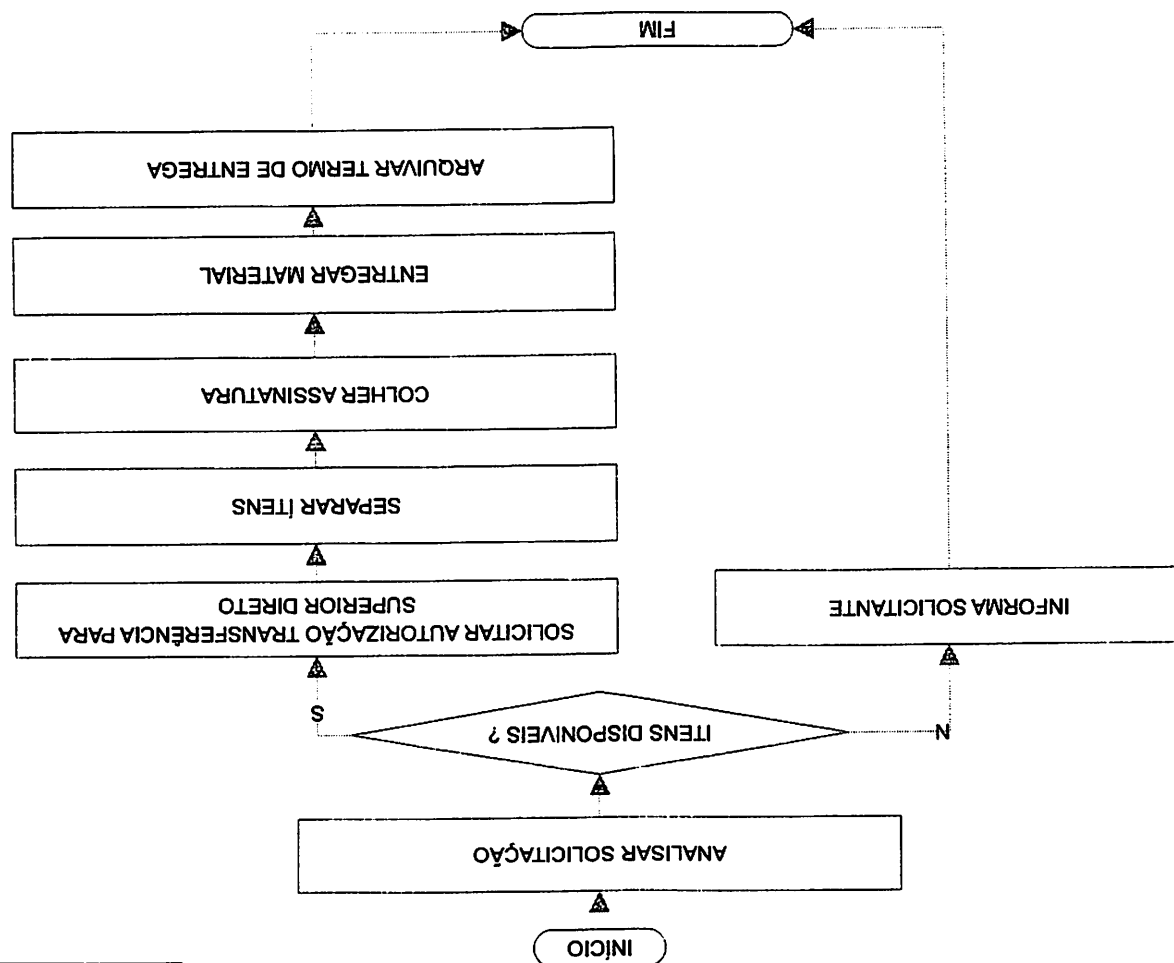 INÍCIO
ANALISAR SOLICITAÇÃO
ITENS DISPONIVEIS ?
N
S
INFORMA SOLICITANTE
SOLICITAR AUTORIZAÇÃO TRANSFERÊNCIA PARA
SUPERIOR DIRETO
SEPARAR ÍTENS
COLHER ASSINATURA
ENTREGAR MATERIAL
ARQUIVAR TERMO DE ENTREGA
FIM